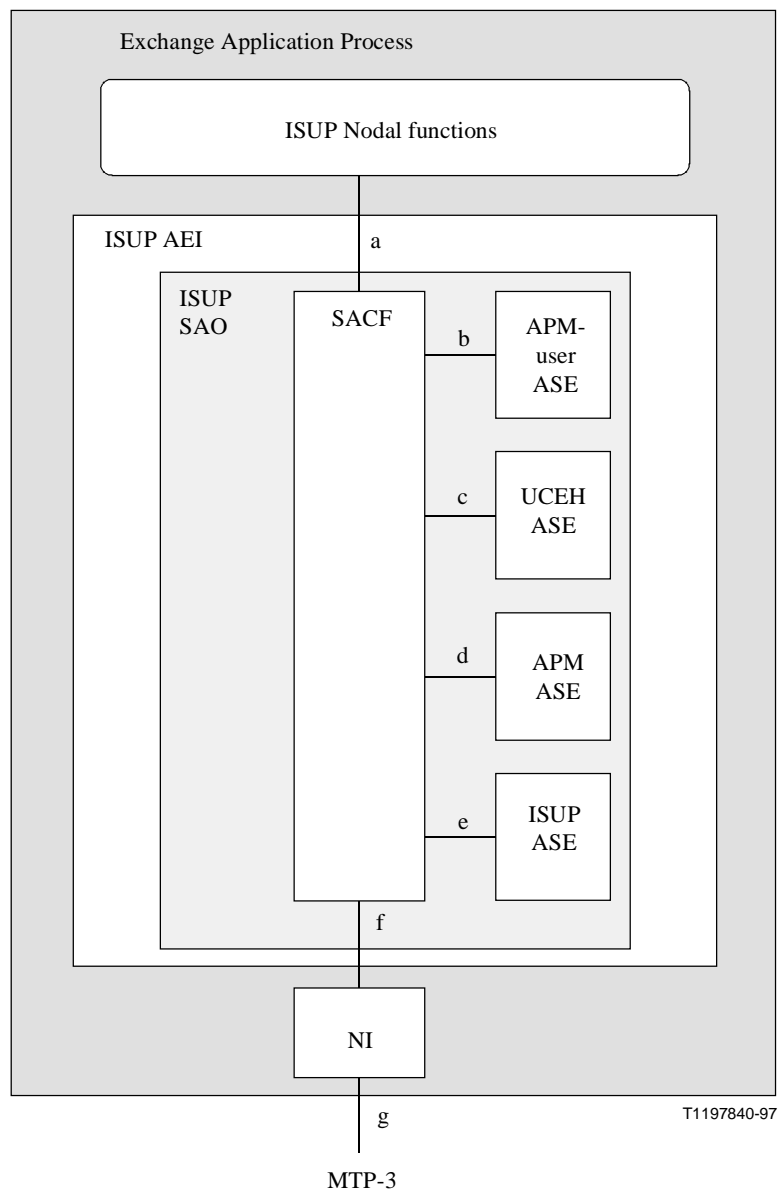 Exchange Application Process
ISUP Nodal functions
ISUP AEI
a
ISUP
SAO
SACF
b
APM-
user
ASE
c
UCEH
ASE
d
APM
ASE
e
ISUP
ASE
f
NI
g
T1197840-97
MTP-3